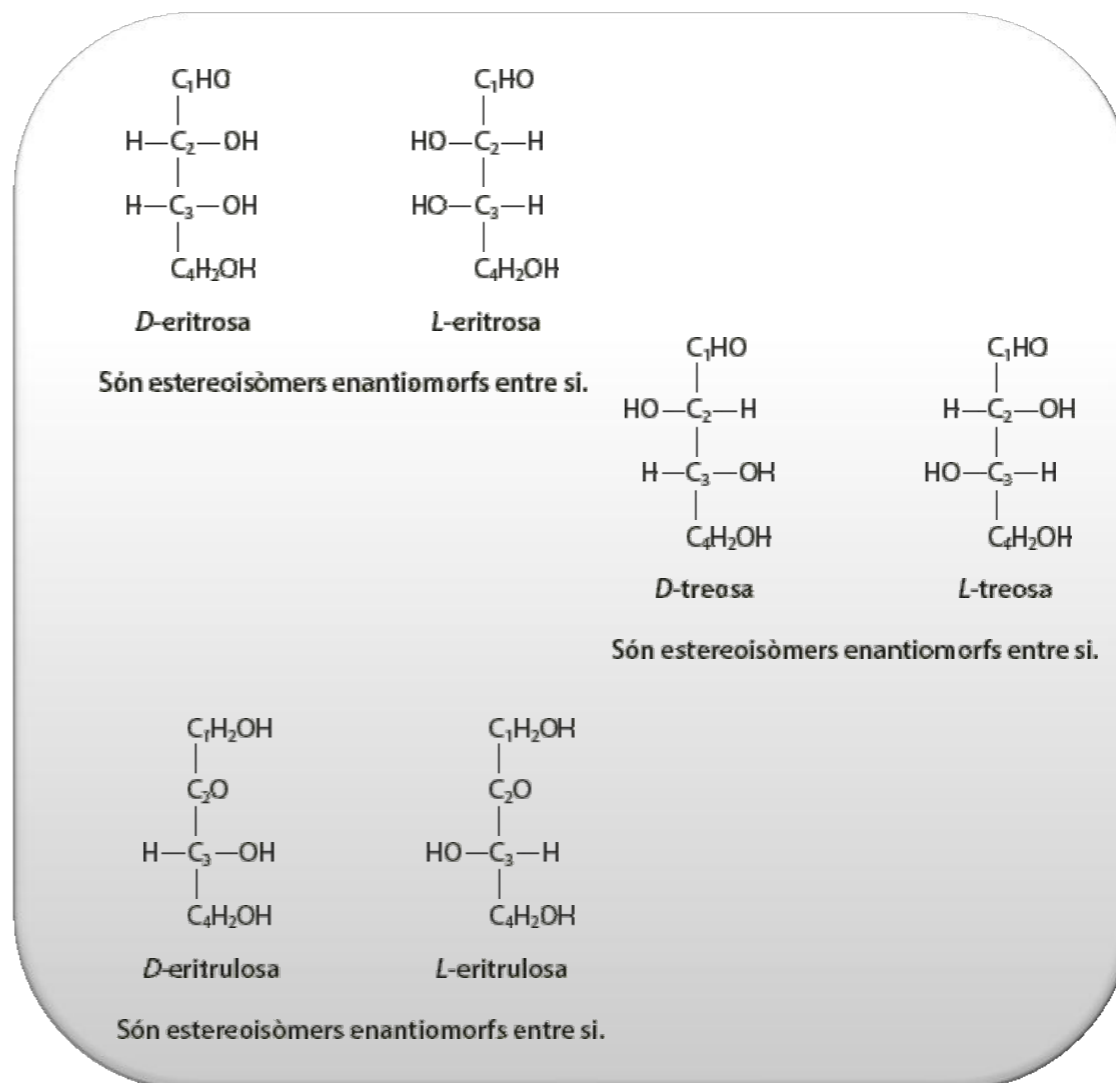 C₁HO C₁HO
H—C₂—OH HO—C₂—H
H—C₃—OH HO—C₃—H
C₄H₂OH C₄H₂OH
D-eritrosa L-eritrosa
Són estereoisòmers enantiomorfs entre si.
C₁HO C₁HO
HO—C₂—H H—C₂—OH
H—C₃—OH HO—C₃—H
C₄H₂OH C₄H₂OH
D-treosa L-treosa
Són estereoisòmers enantiomorfs entre si.
C₁H₂OH C₁H₂OH
C₂O C₂O
H—C₃—OH HO—C₃—H
C₄H₂OH C₄H₂OH
D-eritrulosa L-eritrulosa
Són estereoisòmers enantiomorfs entre si.